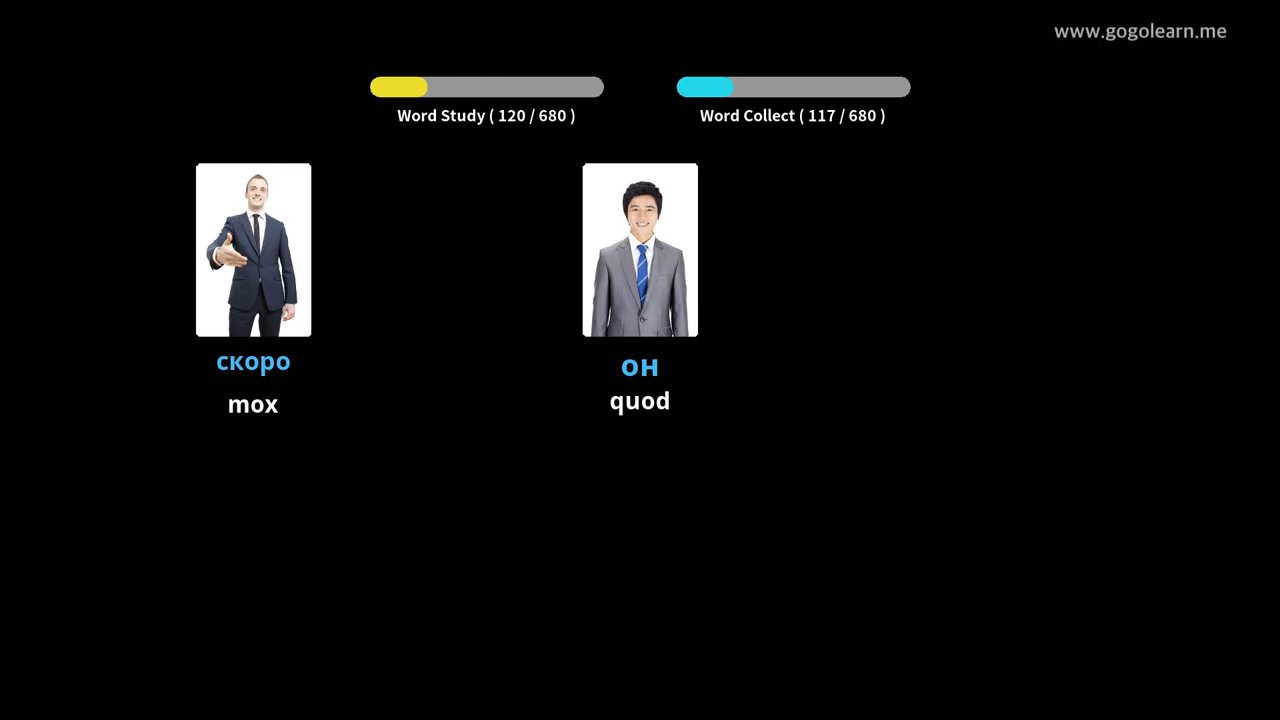 www.gogolearn.me
Word Study ( 120 / 680 )
Word Collect ( 117 / 680 )
скоро
mox
он
quod